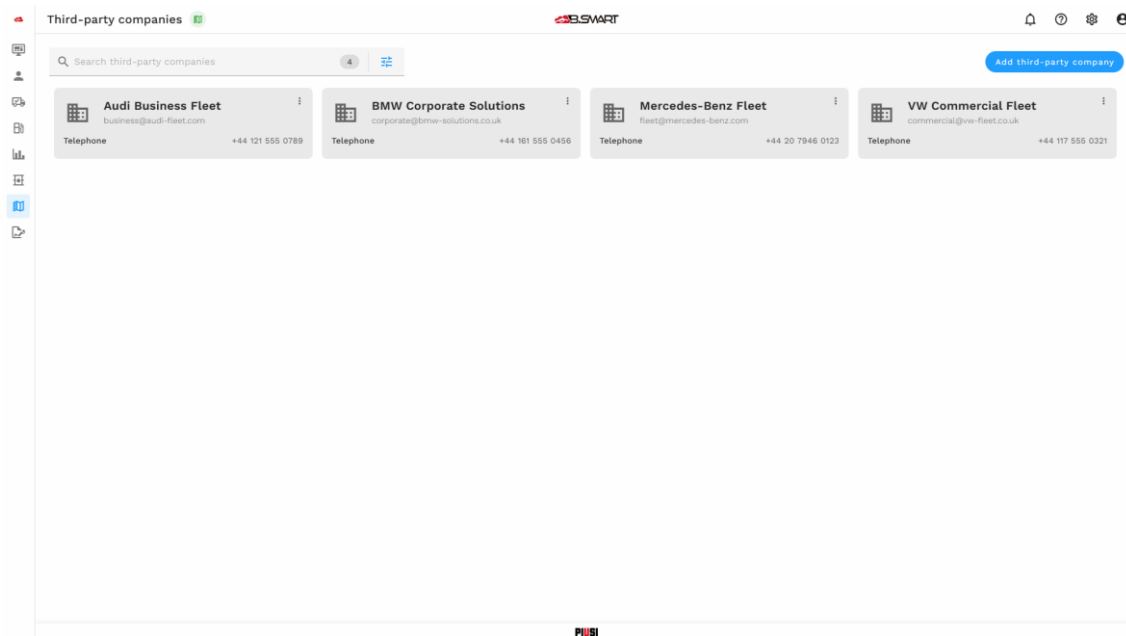 Third-party companies
B.SMART
Search third-party companies 4
Add third-party company
Audi Business Fleet
business@audi-fleet.com
Telephone +44 121 555 0789
BMW Corporate Solutions
corporate@bmw-solutions.co.uk
Telephone +44 161 555 0456
Mercedes-Benz Fleet
fleet@mercedes-benz.com
Telephone +44 20 7946 0123
VW Commercial Fleet
commercial@vw-fleet.co.uk
Telephone +44 117 555 0321
PIUSI